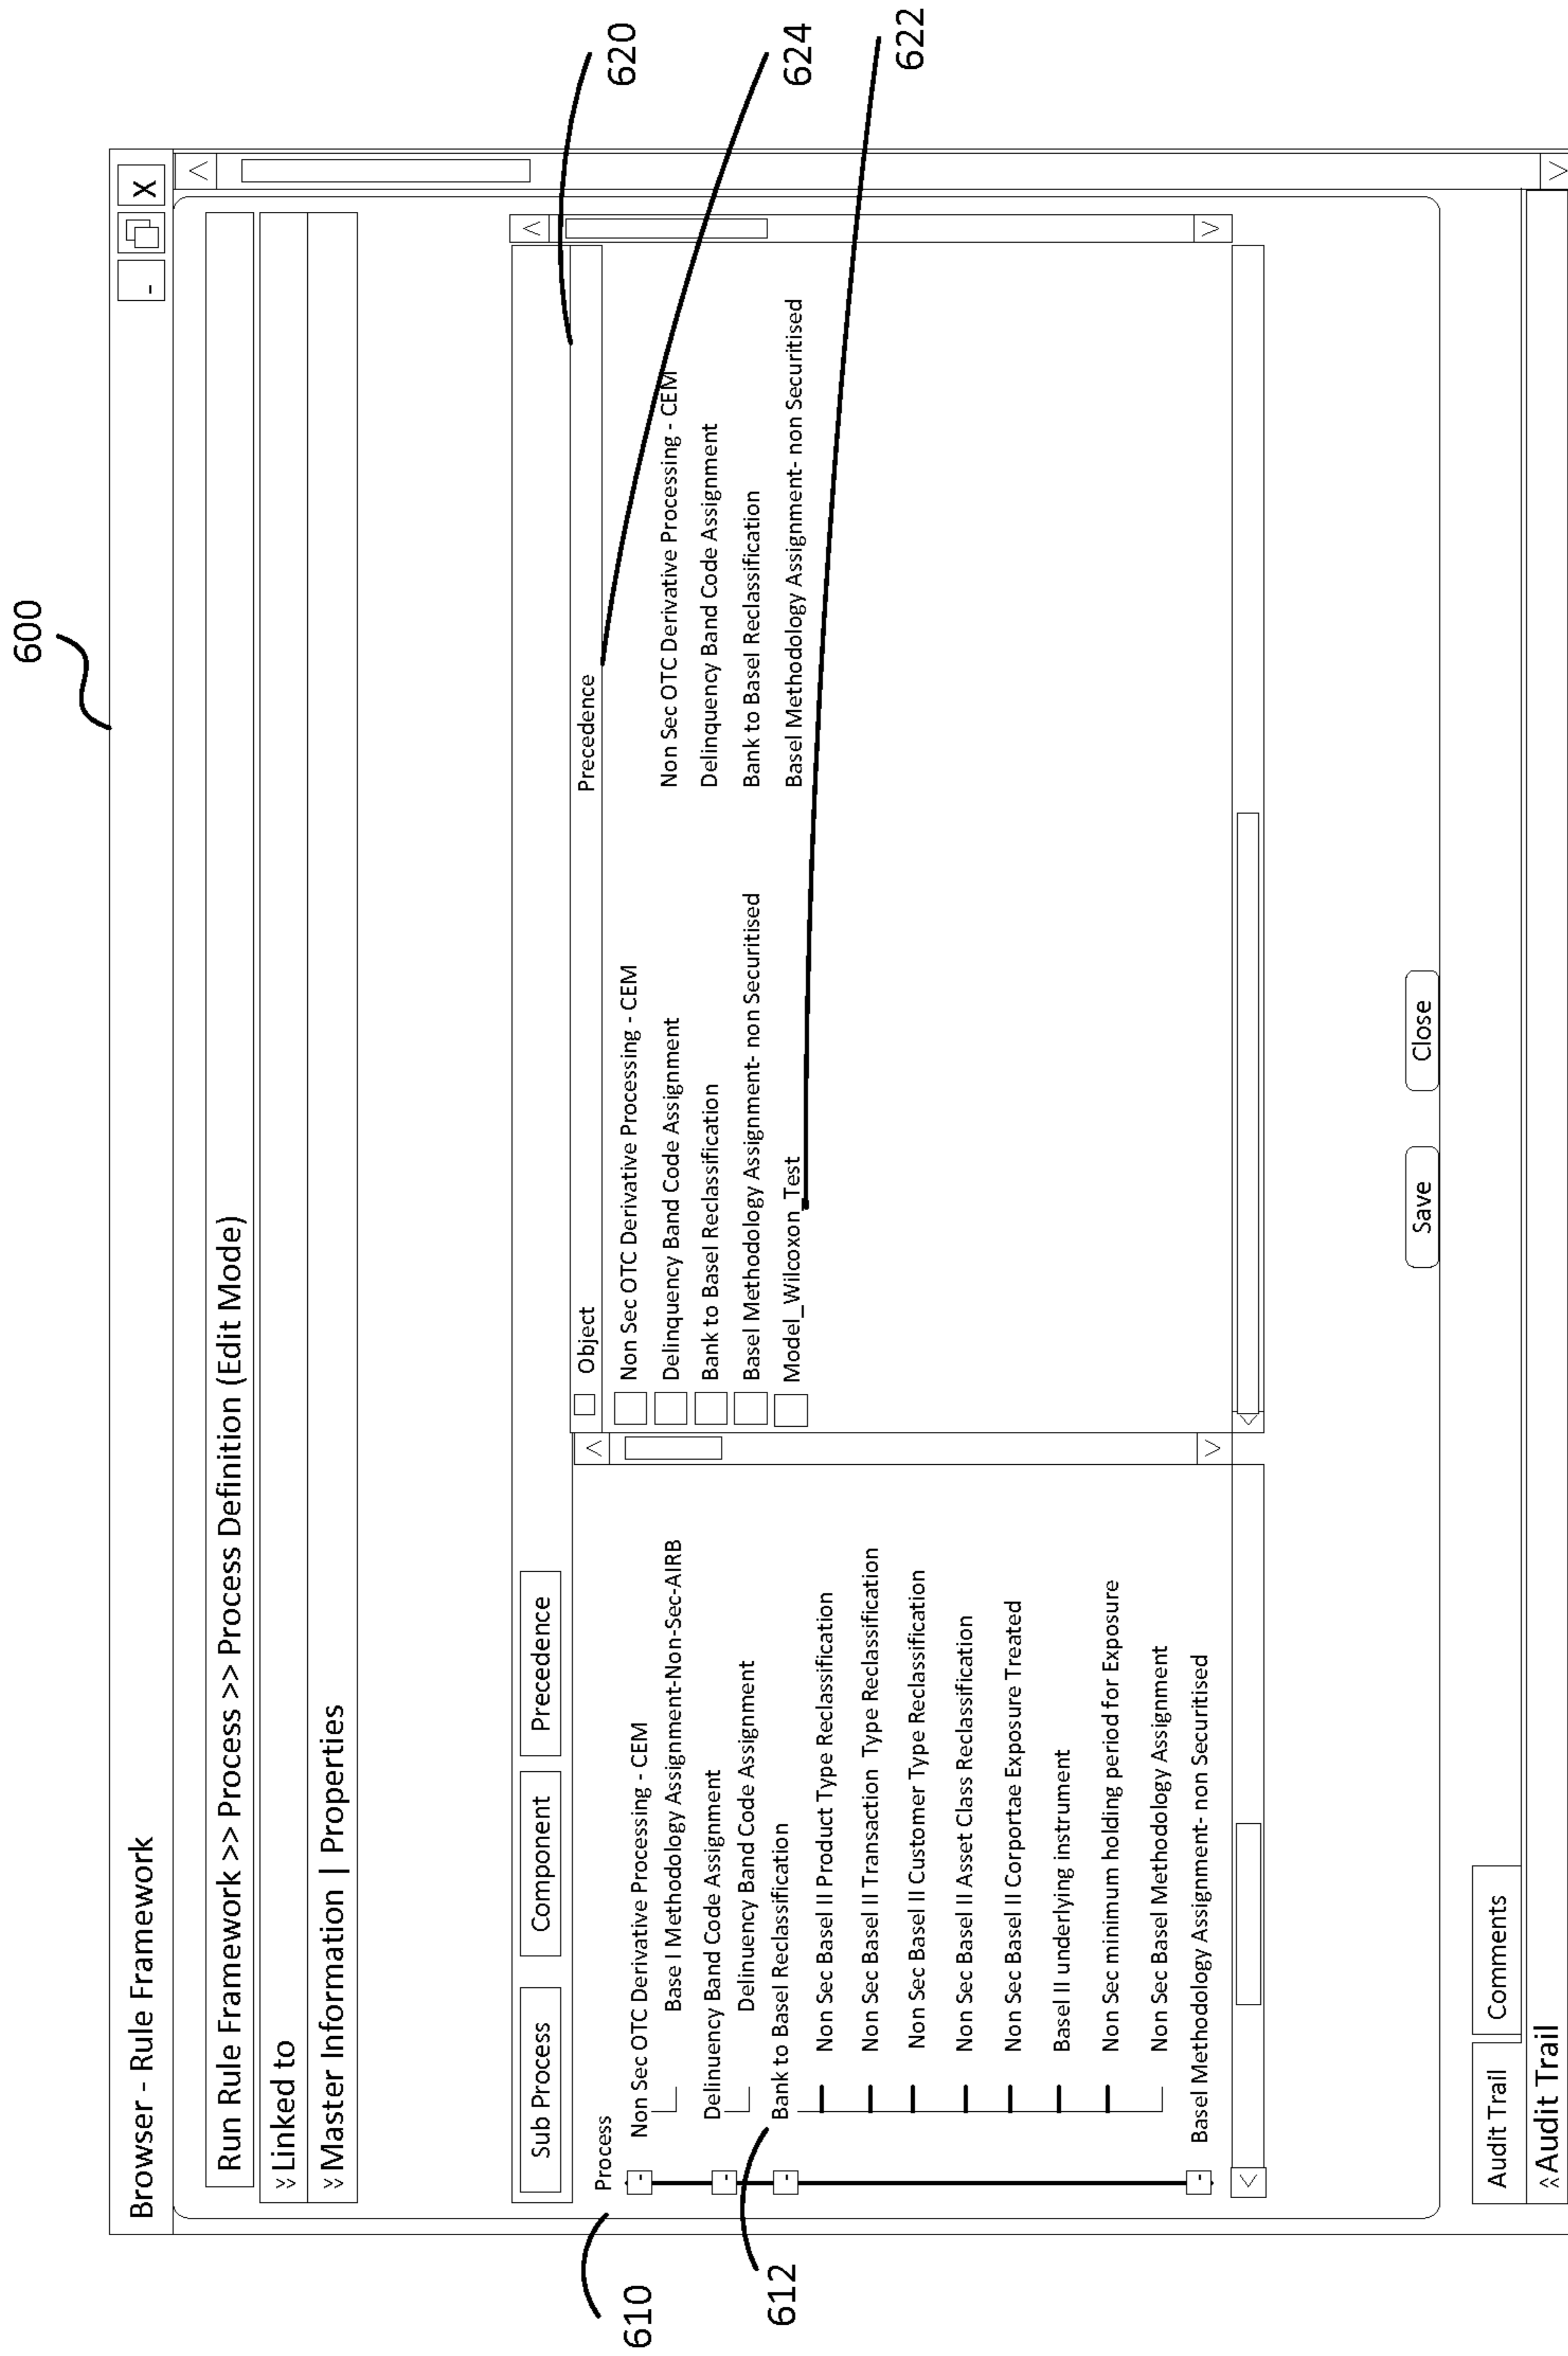 600
Browser - Rule Framework
- X
Run Rule Framework >> Process >> Process Definition (Edit Mode)
Linked to
Master Information | Properties
Sub Process Component Precedence
620
610
Process
Non Sec OTC Derivative Processing - CEM
Base I Methodology Assignment-Non-Sec-AIRB
Delinuency Band Code Assignment
Delinuency Band Code Assignment
612
Bank to Basel Reclassification
Non Sec Basel II Product Type Reclassification
Non Sec Basel II Transaction Type Reclassification
Non Sec Basel II Customer Type Reclassification
Non Sec Basel II Asset Class Reclassification
Non Sec Basel II Corportae Exposure Treated
Basel II underlying instrument
Non Sec minimum holding period for Exposure
Non Sec Basel Methodology Assignment
Basel Methodology Assignment- non Securitised
Object Precedence
624
Non Sec OTC Derivative Processing - CEM
Non Sec OTC Derivative Processing - CEM
Delinquency Band Code Assignment
Delinquency Band Code Assignment
Bank to Basel Reclassification
Bank to Basel Reclassification
Basel Methodology Assignment- non Securitised
Basel Methodology Assignment- non Securitised
Model_Wilcoxon_Test
622
Save Close
Audit Trail Comments
Audit Trail